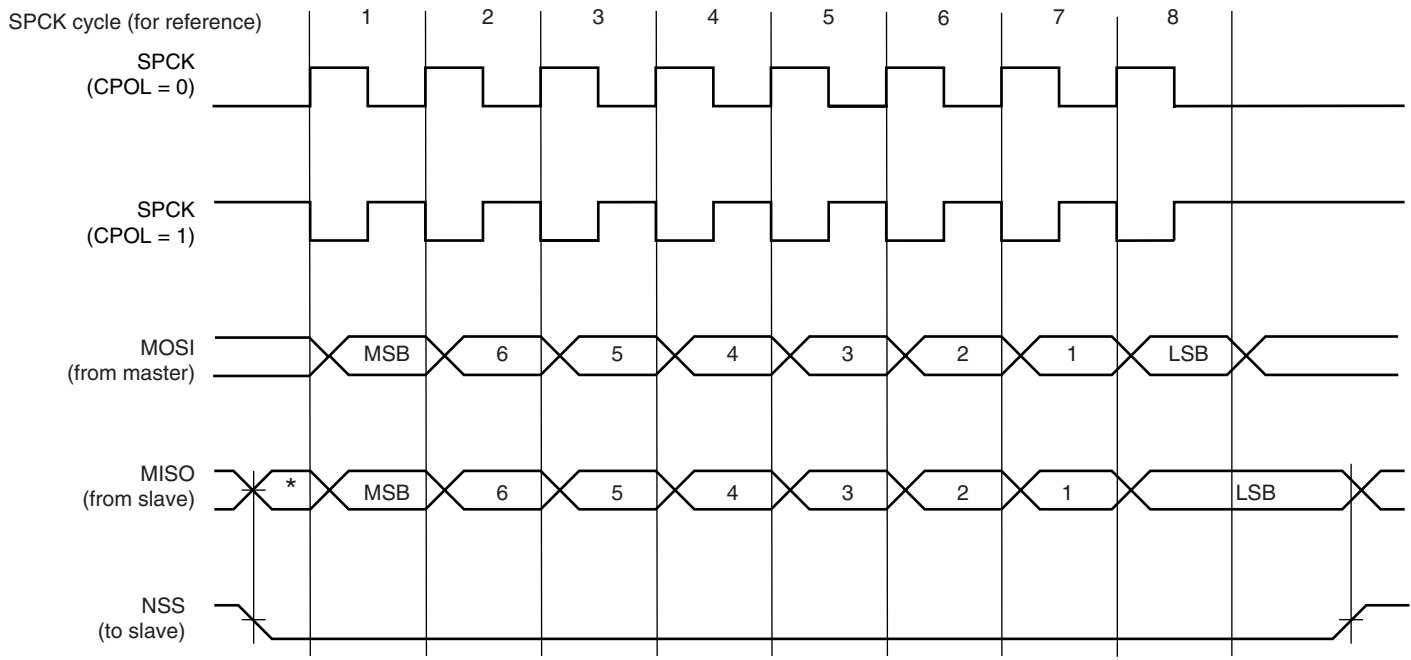 SPCK cycle (for reference) 1 2 3 4 5 6 7 8
SPCK
(CPOL = 0)
SPCK
(CPOL = 1)
MOSI
(from master)
MSB 6 5 4 3 2 1 LSB
MISO
(from slave)
* MSB 6 5 4 3 2 1 LSB
NSS
(to slave)